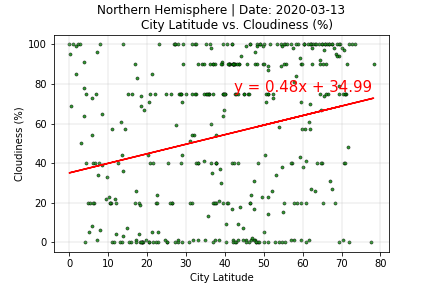 Northern Hemisphere | Date: 2020-03-13
City Latitude vs. Cloudiness (%)
100
80
60
40
20
0
Cloudiness (%)
y = 0.48x + 34.99
0 10 20 30 40 50 60 70 80
City Latitude